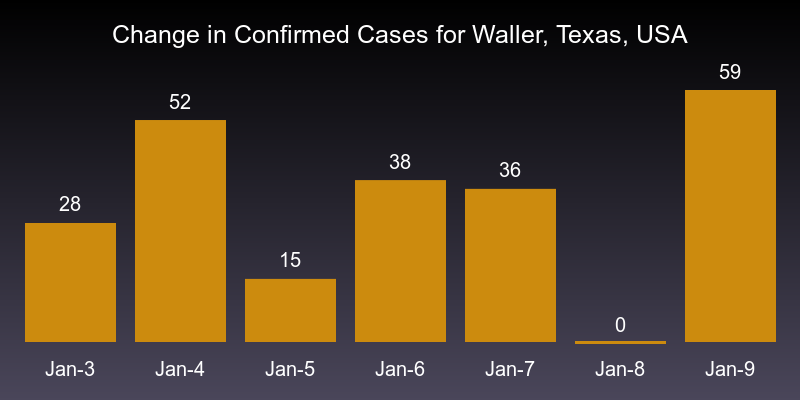 Change in Confirmed Cases for Waller, Texas, USA
28 52 15 38 36 0 59
Jan-3 Jan-4 Jan-5 Jan-6 Jan-7 Jan-8 Jan-9